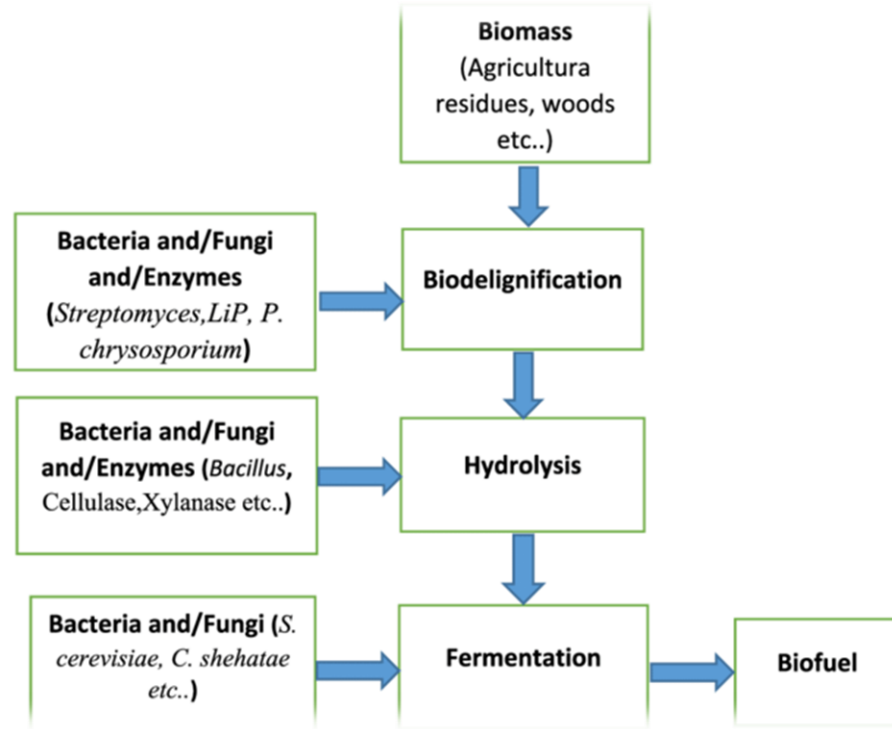 Biomass
(Agricultura
residues, woods
etc..)
Bacteria and/Fungi
and/Enzymes
(Streptomyces,LiP, P.
chrysosporium)
Biodelignification
Bacteria and/Fungi
and/Enzymes (Bacillus,
Cellulase,Xylanase etc..)
Hydrolysis
Bacteria and/Fungi (S.
cerevisiae, C. shehatae
etc..)
Fermentation
Biofuel